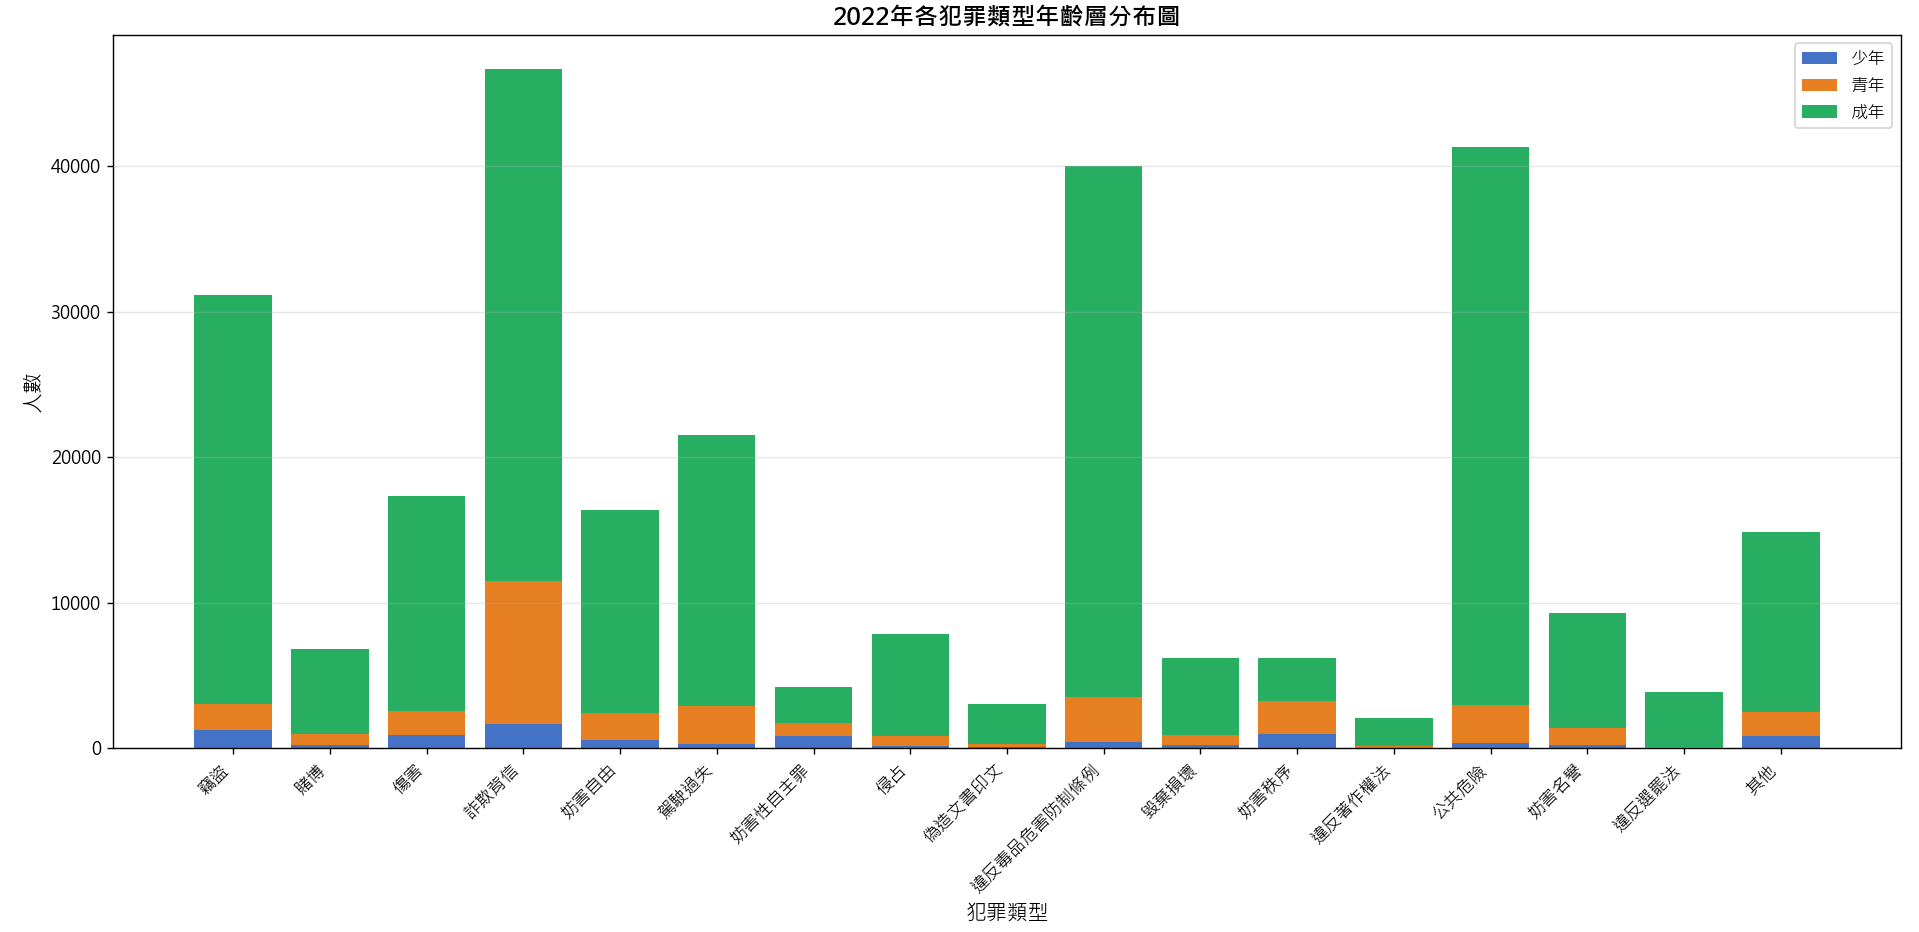 2022年各犯罪類型年齡層分布圖
少年
青年
成年
人數
40000
30000
20000
10000
0
竊盜
賭博
傷害
詐欺背信
妨害自由
駕駛過失
妨害性自主罪
侵占
偽造文書印文
違反毒品危害防制條例
毀棄損壞
妨害秩序
違反著作權法
公共危險
妨害名譽
違反選罷法
其他
犯罪類型